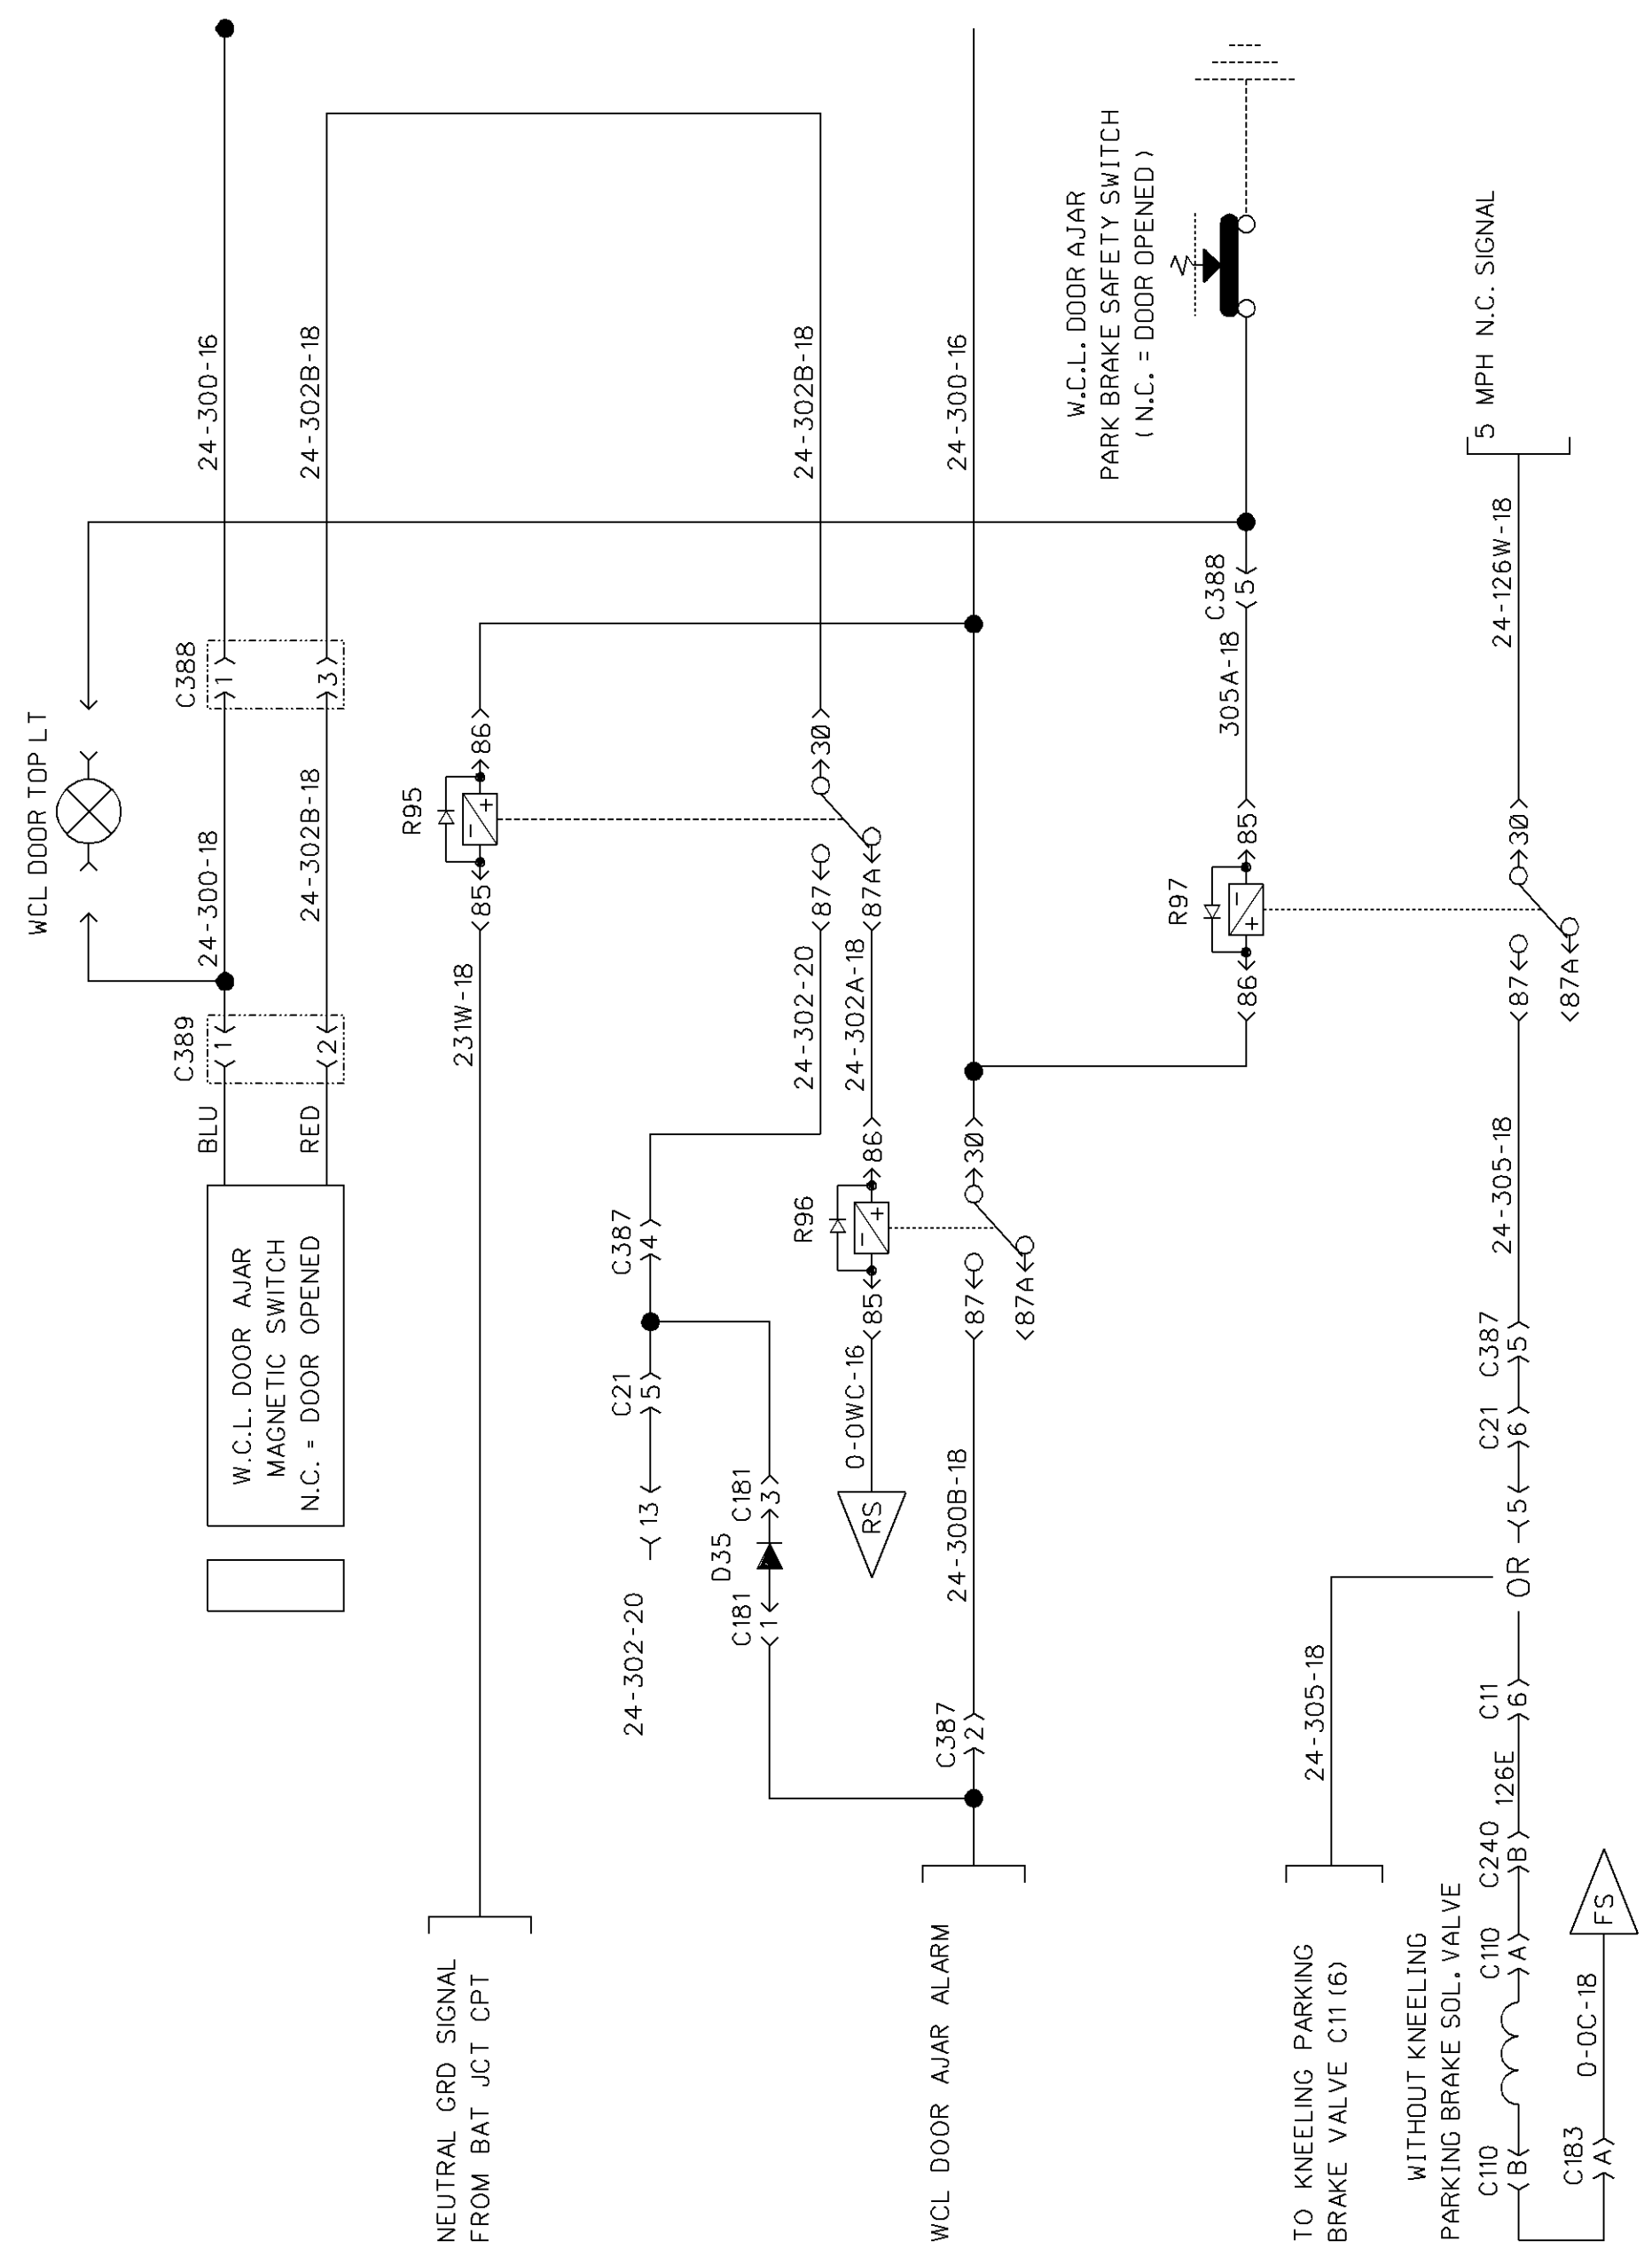 WCL DOOR TOP LT
C389
C388
BLU
1
24-300-18
1
24-300-16
RED
2
24-302B-18
3
24-302B-18
W.C.L. DOOR AJAR
MAGNETIC SWITCH
N.C. = DOOR OPENED
R95
NEUTRAL GRD SIGNAL
FROM BAT JCT CPT
231W-18
85
- +
86
24-302-20
13
C21
5
C387
4
24-302-20
87
30
24-302B-18
C181
1
D35
C181
3
24-302A-18
87A
R96
RS
0-0WC-16
85
- +
86
WCL DOOR AJAR ALARM
C387
2
24-300B-18
87
30
24-300-16
87A
W.C.L. DOOR AJAR
PARK BRAKE SAFETY SWITCH
( N.C. = DOOR OPENED )
R97
86
+ -
85
305A-18
C388
5
TO KNEELING PARKING
BRAKE VALVE C11 (6)
24-305-18
WITHOUT KNEELING
PARKING BRAKE SOL. VALVE
C110
B
C110
A
C240
B
126E
C11
6
OR
5
C21
6
C387
5
24-305-18
87
30
24-126W-18
5 MPH N.C. SIGNAL
87A
C183
A
0-0C-18
FS